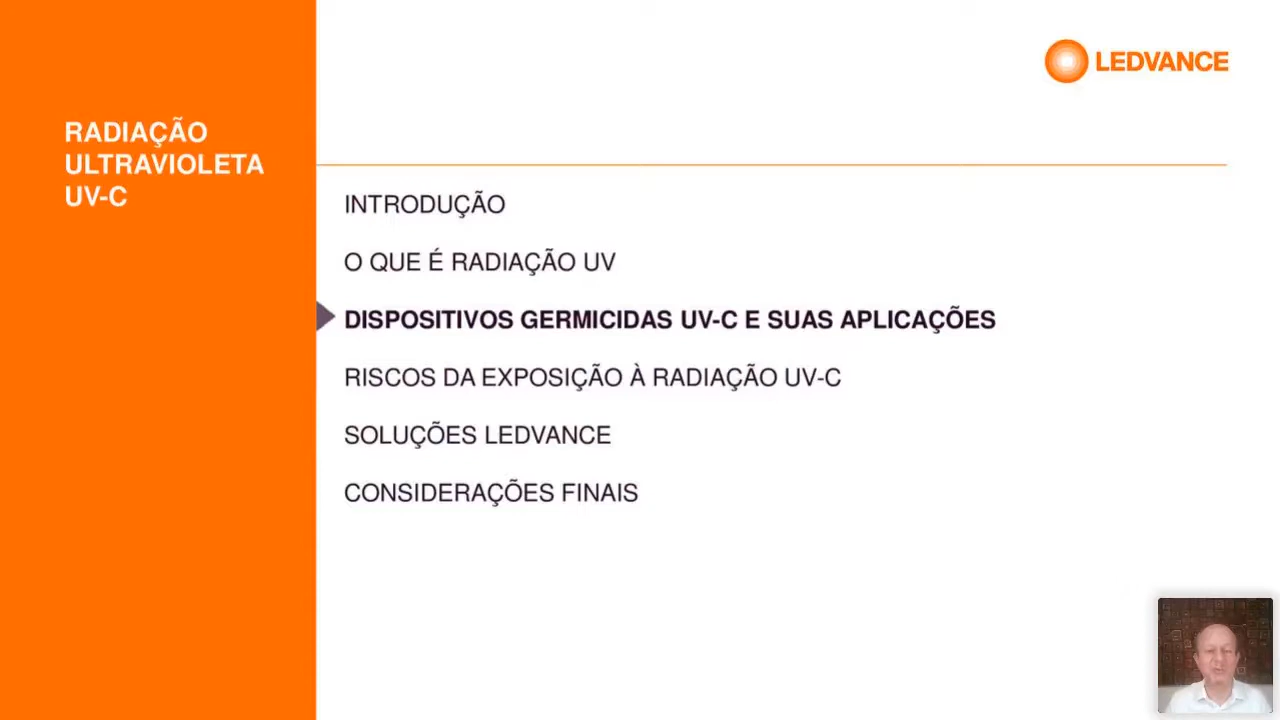 LEDVANCE
RADIAÇÃO
ULTRAVIOLETA
UV-C
INTRODUÇÃO
O QUE É RADIAÇÃO UV
DISPOSITIVOS GERMICIDAS UV-C E SUAS APLICAÇÕES
RISCOS DA EXPOSIÇÃO À RADIAÇÃO UV-C
SOLUÇÕES LEDVANCE
CONSIDERAÇÕES FINAIS